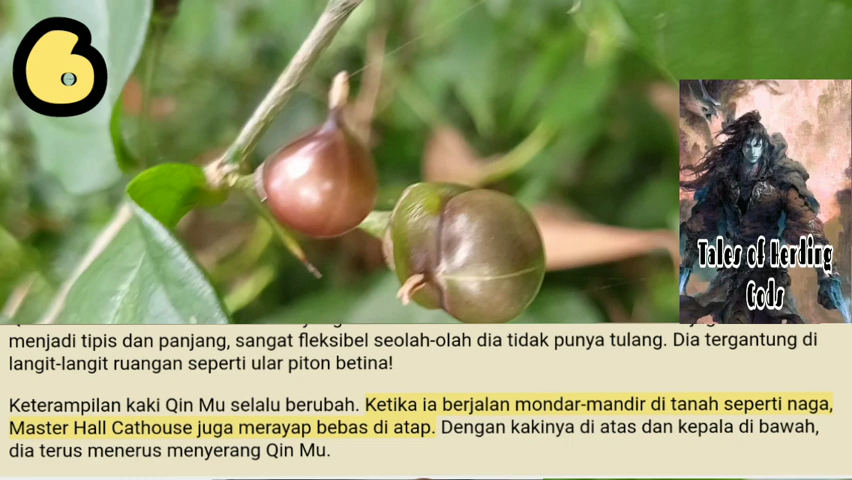 6
Tales of Herding
Gods
menjadi tipis dan panjang, sangat fleksibel seolah-olah dia tidak punya tulang. Dia tergantung di
langit-langit ruangan seperti ular piton betina!
Keterampilan kaki Qin Mu selalu berubah. Ketika ia berjalan mondar-mandir di tanah seperti naga,
Master Hall Cathouse juga merayap bebas di atap. Dengan kakinya di atas dan kepala di bawah,
dia terus menerus menyerang Qin Mu.